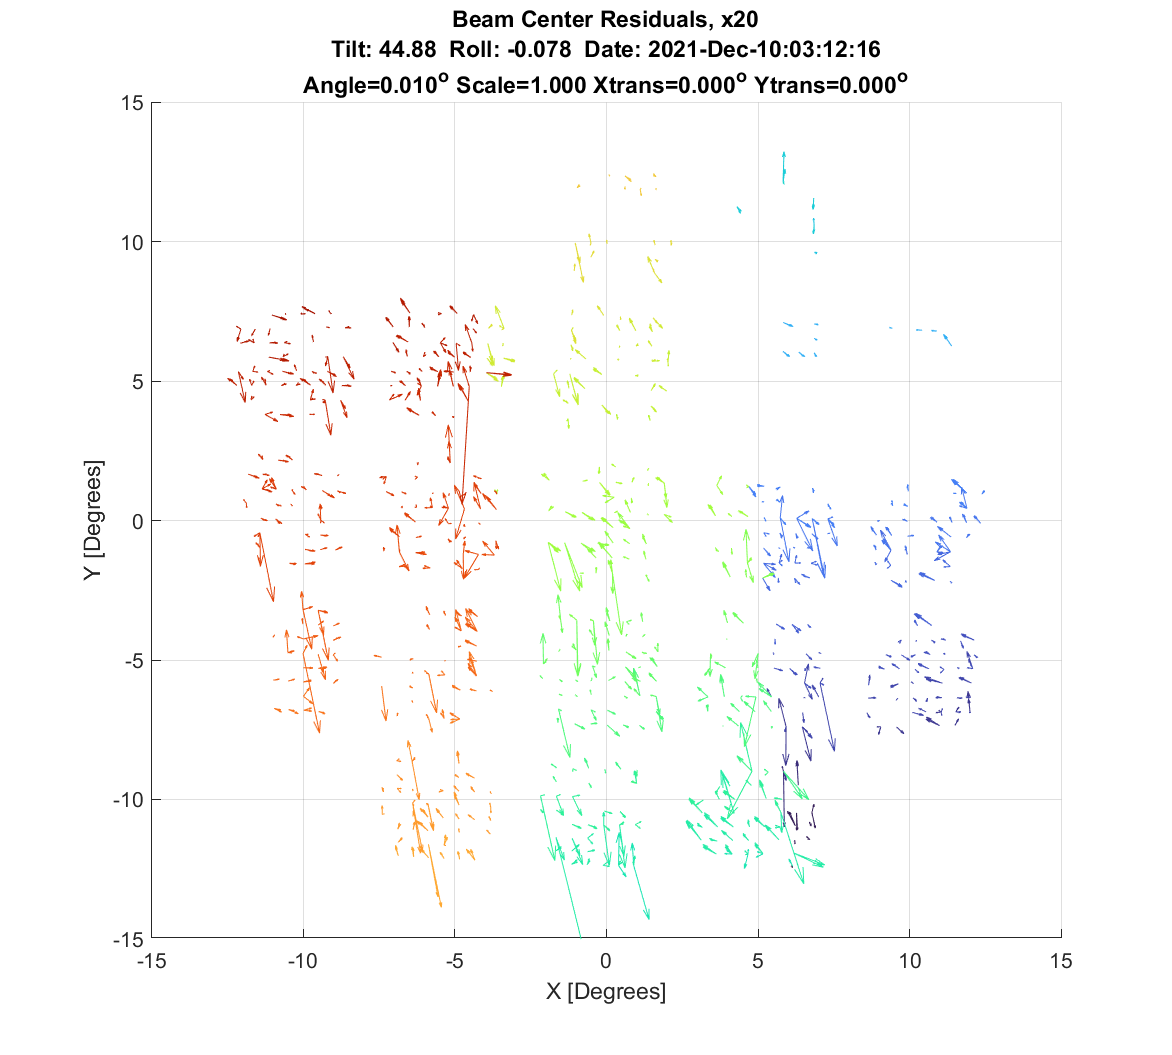 Beam Center Residuals, x20
Tilt: 44.88 Roll: -0.078 Date: 2021-Dec-10:03:12:16
Angle=0.010° Scale=1.000 Xtrans=0.000° Ytrans=0.000°
15
10
5
0
-5
-10
-15
Y [Degrees]
-15 -10 -5 0 5 10 15
X [Degrees]